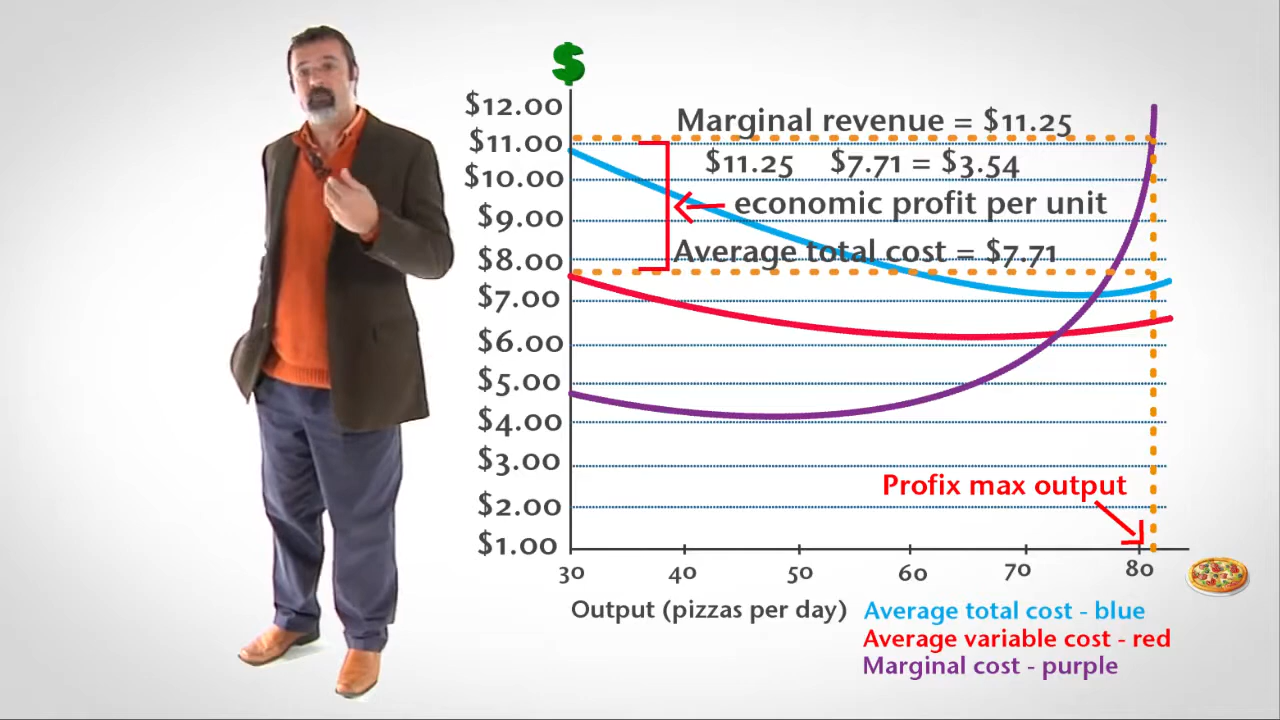 $
$12.00
$11.00
$10.00
$9.00
$8.00
$7.00
$6.00
$5.00
$4.00
$3.00
$2.00
$1.00
Marginal revenue = $11.25
$11.25 $7.71 = $3.54
economic profit per unit
Average total cost = $7.71
Profix max output
30 40 50 60 70 80
Output (pizzas per day)
Average total cost - blue
Average variable cost - red
Marginal cost - purple